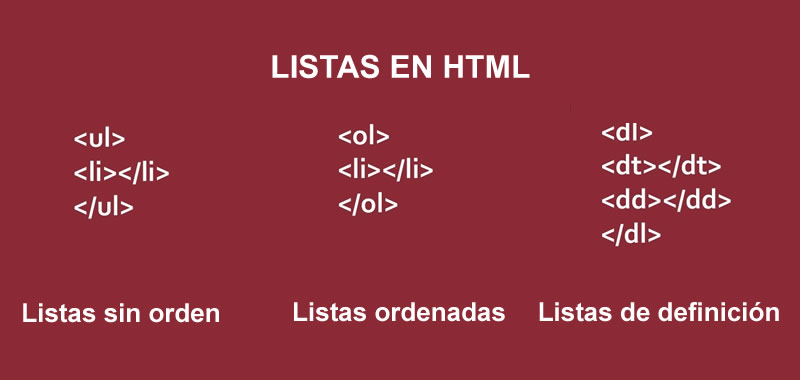 LISTAS EN HTML
<ul>
<li></li>
</ul>
Listas sin orden
<ol>
<li></li>
</ol>
Listas ordenadas
<dl>
<dt></dt>
<dd></dd>
</dl>
Listas de definición